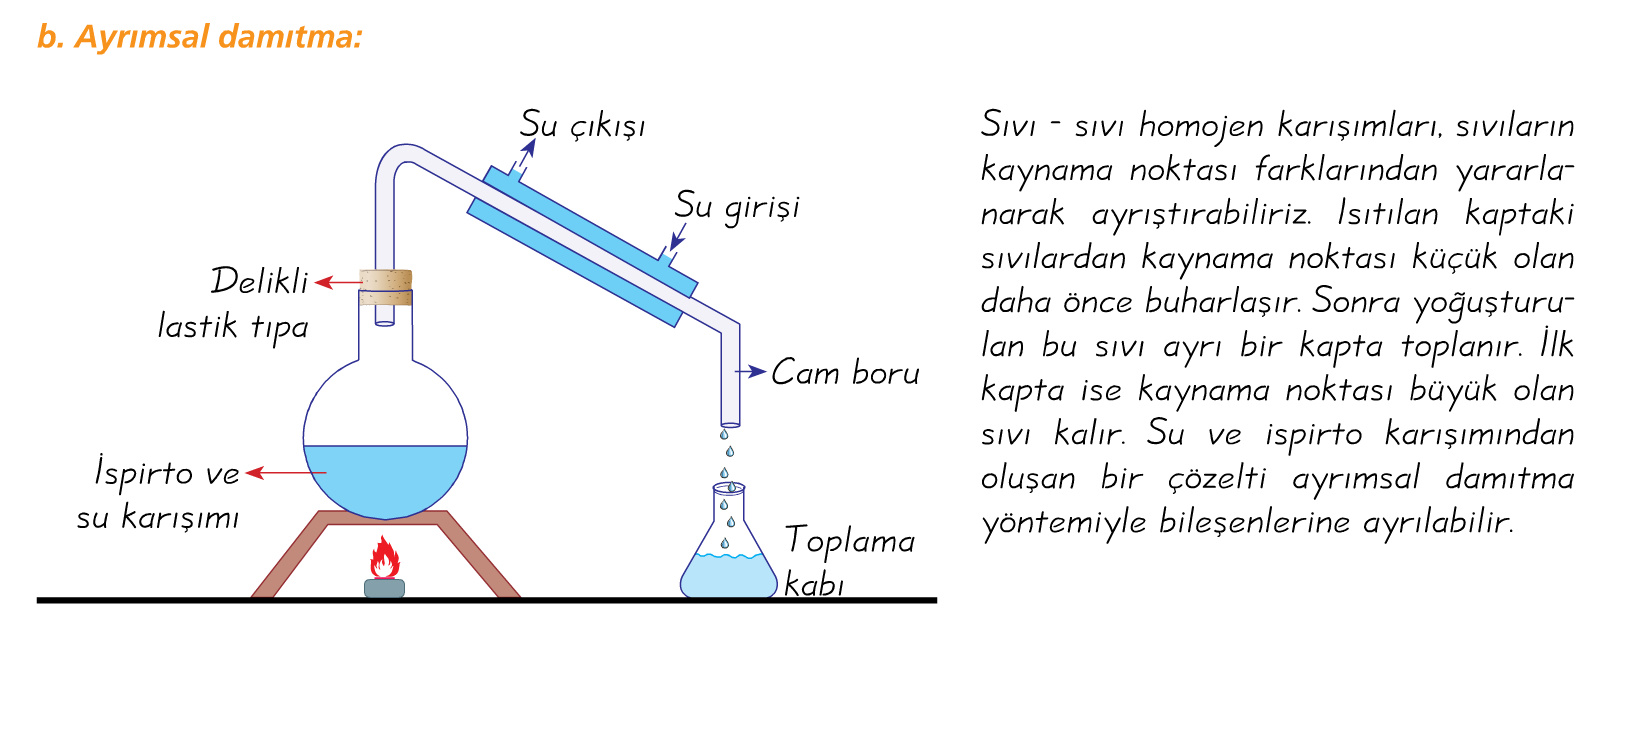 b. Ayrımsal damıtma:
Su çıkışı
Su girişi
Delikli
lastik tıpa
Cam boru
İspirto ve
su karışımı
Toplama
kabı
Sıvı - sıvı homojen karışımları, sıvıların
kaynama noktası farklarından yararla-
narak ayrıştırabiliriz. Isıtılan kaptaki
sıvılardan kaynama noktası küçük olan
daha önce buharlaşır. Sonra yoğuşturu-
lan bu sıvı ayrı bir kapta toplanır. İlk
kapta ise kaynama noktası büyük olan
sıvı kalır. Su ve ispirto karışımından
oluşan bir çözelti ayrımsal damıtma
yöntemiyle bileşenlerine ayrılabilir.